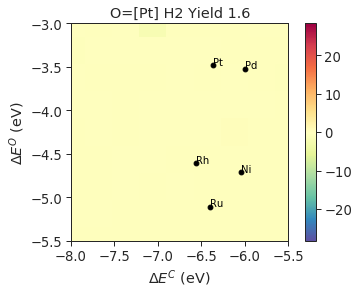 O=[Pt] H2 Yield 1.6
−3.0
−3.5
−4.0
−4.5
−5.0
−5.5
ΔE^O (eV)
Pt
Pd
Rh
Ni
Ru
−8.0 −7.5 −7.0 −6.5 −6.0 −5.5
ΔE^C (eV)
20
10
0
−10
−20